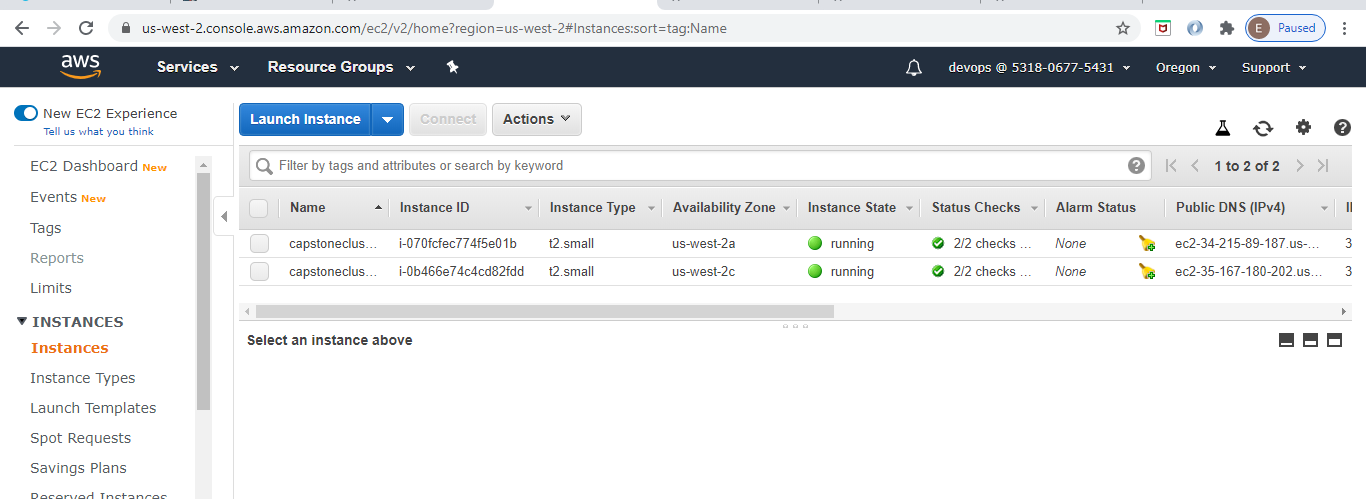 us-west-2.console.aws.amazon.com/ec2/v2/home?region=us-west-2#Instances:sort=tag:Name
E Paused
aws Services Resource Groups devops @ 5318-0677-5431 Oregon Support
New EC2 Experience
Tell us what you think
Launch Instance Connect Actions
EC2 Dashboard New
Events New
Tags
Reports
Limits
INSTANCES
Instances
Instance Types
Launch Templates
Spot Requests
Savings Plans
Reserved Instances
Filter by tags and attributes or search by keyword
1 to 2 of 2
Name Instance ID Instance Type Availability Zone Instance State Status Checks Alarm Status Public DNS (IPv4)
capstoneclus... i-070fcfec774f5e01b t2.small us-west-2a running 2/2 checks ... None ec2-34-215-89-187.us-...
capstoneclus... i-0b466e74c4cd82fdd t2.small us-west-2c running 2/2 checks ... None ec2-35-167-180-202.us...
Select an instance above